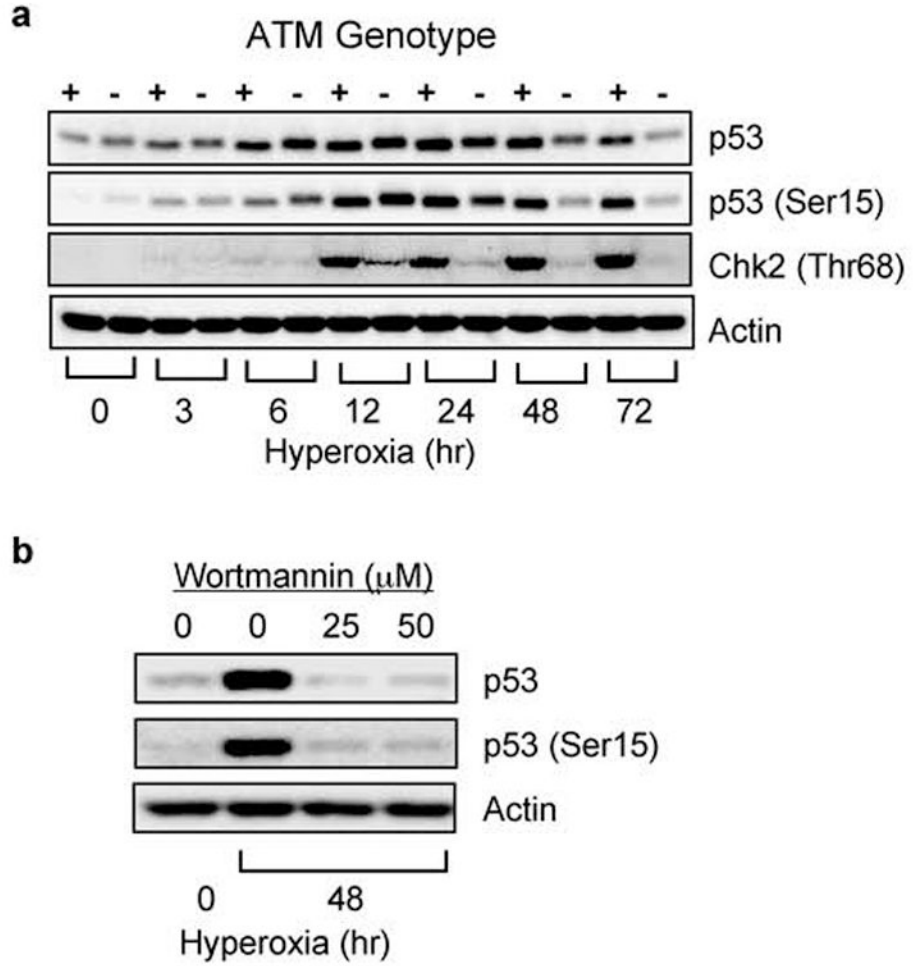 a
ATM Genotype
+ - + - + - + - + - + - + -
p53
p53 (Ser15)
Chk2 (Thr68)
Actin
0 3 6 12 24 48 72
Hyperoxia (hr)
b
Wortmannin (μM)
0 0 25 50
p53
p53 (Ser15)
Actin
0 48
Hyperoxia (hr)